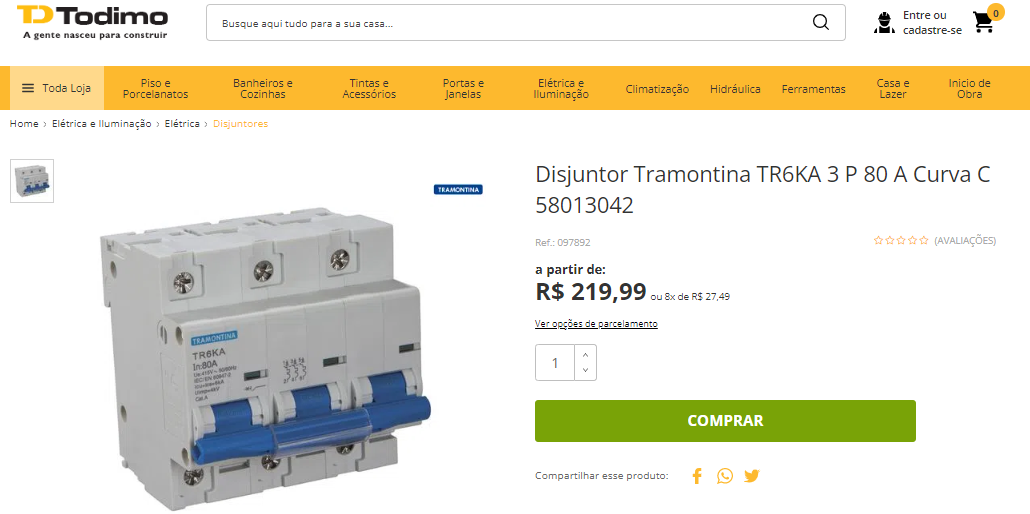 Todimo
A gente nasceu para construir
Busque aqui tudo para a sua casa...
Entre ou
cadastre-se
0
Toda Loja
Piso e
Porcelanatos
Banheiros e
Cozinhas
Tintas e
Acessórios
Portas e
Janelas
Elétrica e
Iluminação
Climatização
Hidráulica
Ferramentas
Casa e
Lazer
Inicio de
Obra
Home › Elétrica e Iluminação › Elétrica › Disjuntores
TRAMONTINA
TRAMONTINA
TR6KA
In:80A
Disjuntor Tramontina TR6KA 3 P 80 A Curva C
58013042
Ref.: 097892
(AVALIAÇÕES)
a partir de:
R$ 219,99 ou 8x de R$ 27,49
Ver opções de parcelamento
1
COMPRAR
Compartilhar esse produto: